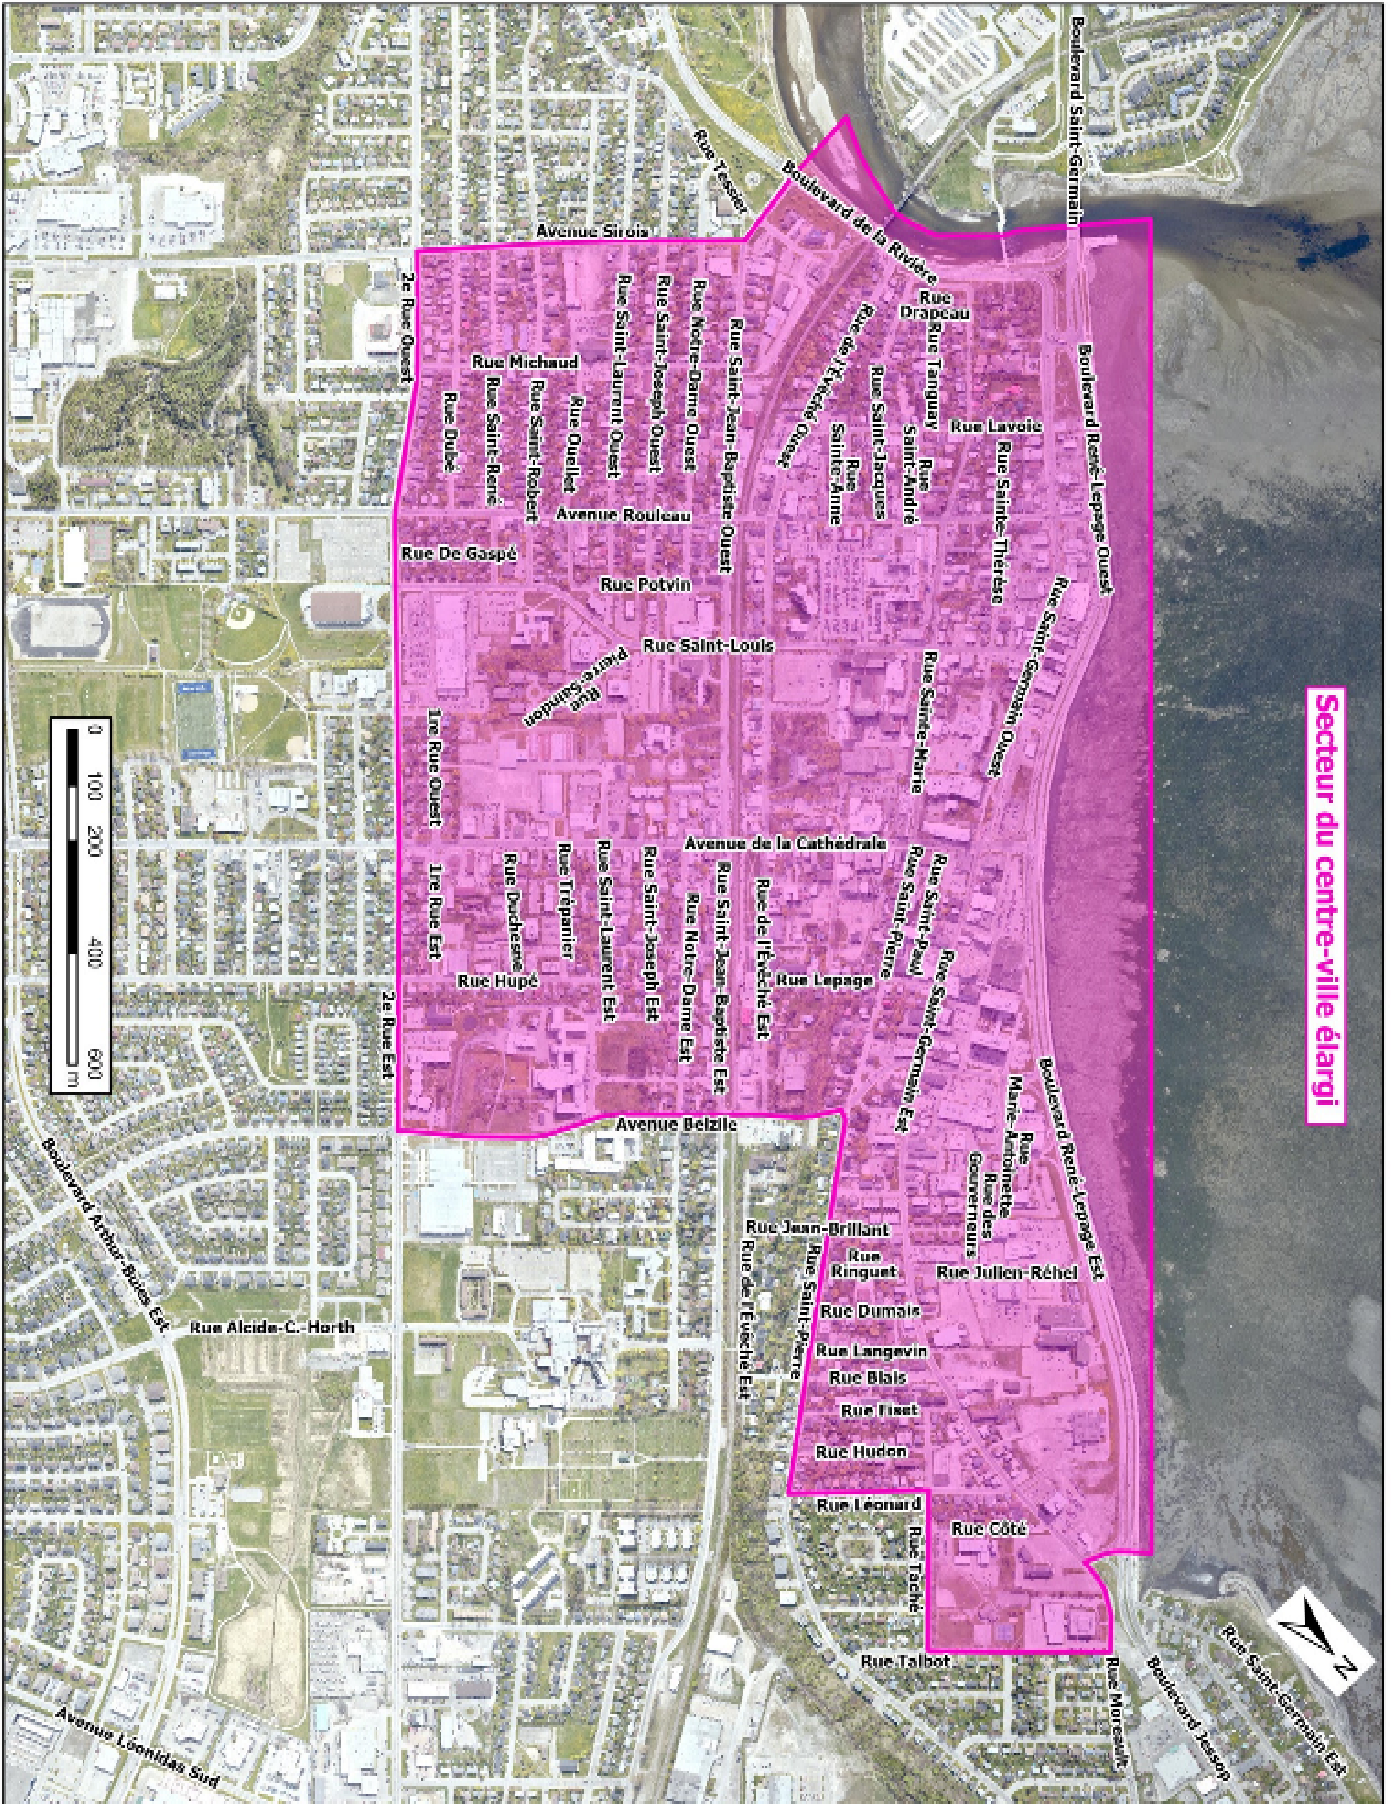 Secteur du centre-ville élargi
Boulevard Saint-Germain
Rue Tessier
Boulevard de la Rivière
Avenue Sirois
2e Rue Ouest
Rue
Drapeau
Rue Tanguay
Rue de l'Évêché Ouest
Rue Saint-Jacques
Rue Lavoie
Boulevard René-Lepage Ouest
Rue Notre-Dame Ouest
Rue Saint-Joseph Ouest
Rue Saint-Laurent Ouest
Rue Saint-Jean-Baptiste Ouest
Rue Michaud
Rue Dubé
Rue Saint-René
Rue Saint-Robert
Rue Ouellet
Rue
Sainte-Anne
Rue
Saint-André
Rue Sainte-Thérèse
Avenue Rouleau
Rue De Gaspé
Rue Potvin
Rue Saint-Louis
Rue
Pierre-Saindon
Rue Saint-Germain Ouest
Rue Sainte-Marie
1re Rue Ouest
Avenue de la Cathédrale
1re Rue Est
Rue Duchesne
Rue Trépanier
Rue Saint-Laurent Est
Rue Saint-Joseph Est
Rue Notre-Dame Est
Rue Saint-Jean-Baptiste Est
Rue de l'Évêché Est
Rue Saint-Pierre
Rue Saint-Paul
Rue Saint-Germain Est
Rue Hupé
Rue Lepage
2e Rue Est
Avenue Belzile
Boulevard René-Lepage Est
Rue
Marie-Antoinette
Rue des
Gouverneurs
Rue Jean-Brillant
Rue
Ringuet
Rue Julien-Réhel
Rue Saint-Pierre
Rue de l'Évêché Est
Rue Dumais
Rue Langevin
Rue Blais
Rue Fiset
Rue Hudon
Rue Léonard
Rue Côté
Rue Taché
Rue Talbot
Rue Moreault
Boulevard Jessop
Rue Saint-Germain Est
Boulevard Arthur-Buies Est
Rue Alcide-C.-Horth
Avenue Léonidas Sud
0 100 200 400 600
m
N